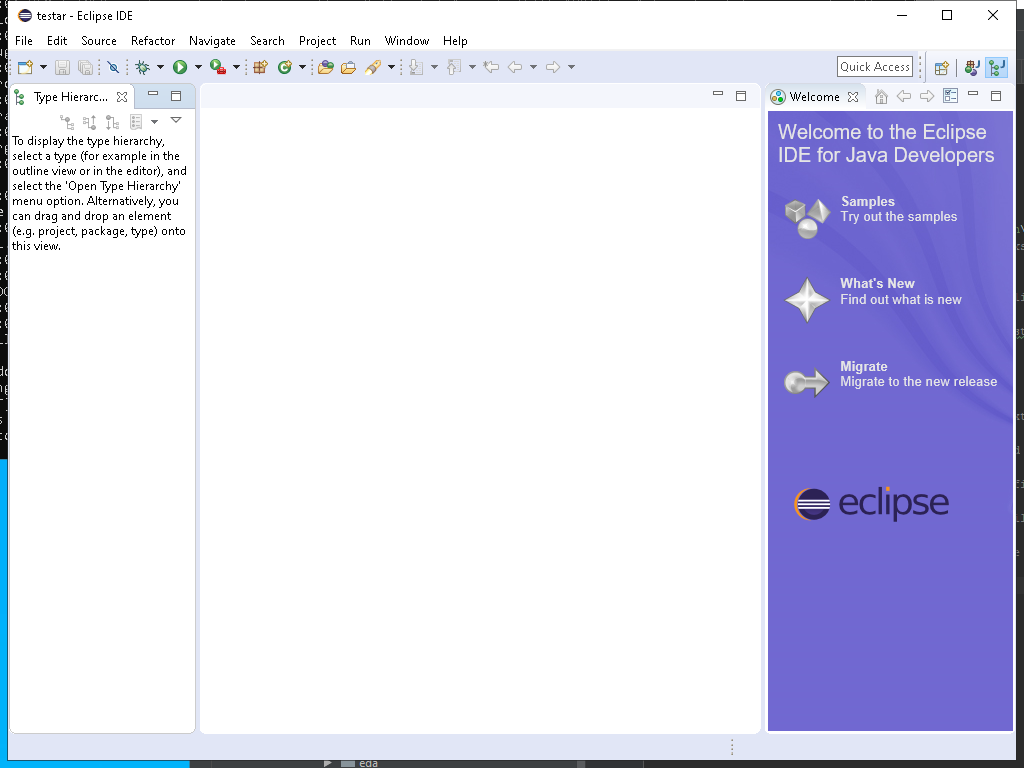 testar - Eclipse IDE
File Edit Source Refactor Navigate Search Project Run Window Help
Quick Access
Type Hierarc...
To display the type hierarchy,
select a type (for example in the
outline view or in the editor), and
select the 'Open Type Hierarchy'
menu option. Alternatively, you
can drag and drop an element
(e.g. project, package, type) onto
this view.
Welcome
Welcome to the Eclipse
IDE for Java Developers
Samples
Try out the samples
What's New
Find out what is new
Migrate
Migrate to the new release
eclipse
eda